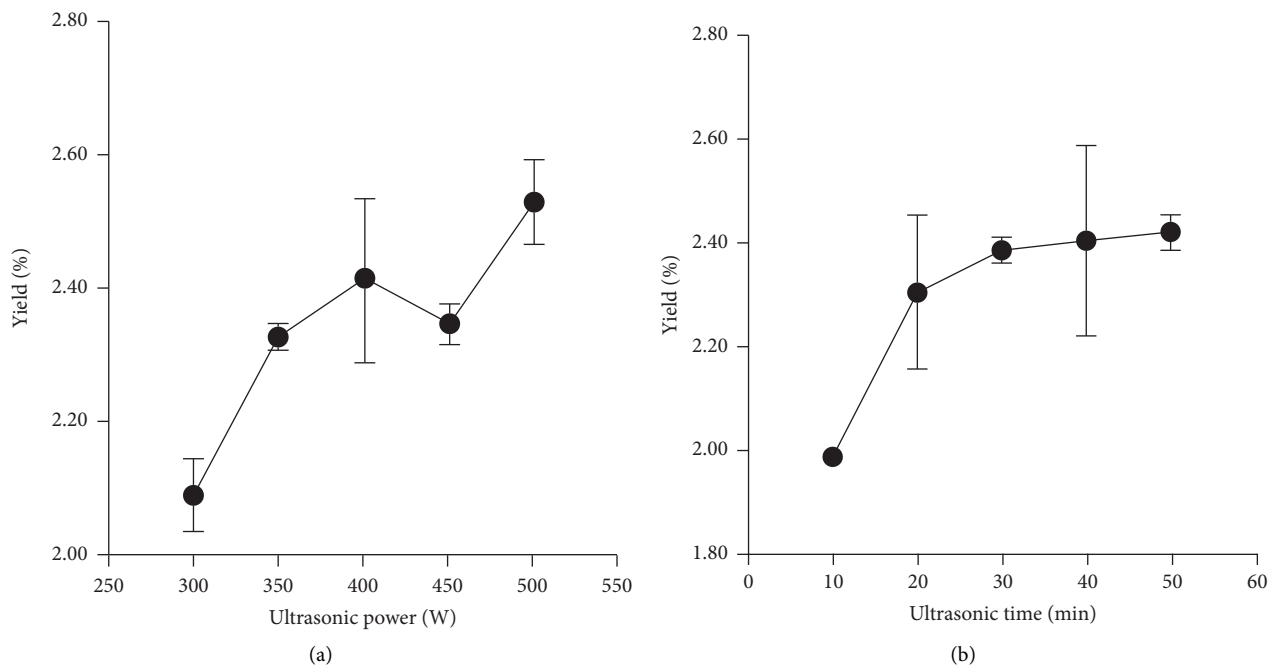 2.80
2.60
2.40
2.20
2.00
Yield (%)
250 300 350 400 450 500 550
Ultrasonic power (W)
(a)
2.80
2.60
2.40
2.20
2.00
1.80
Yield (%)
0 10 20 30 40 50 60
Ultrasonic time (min)
(b)